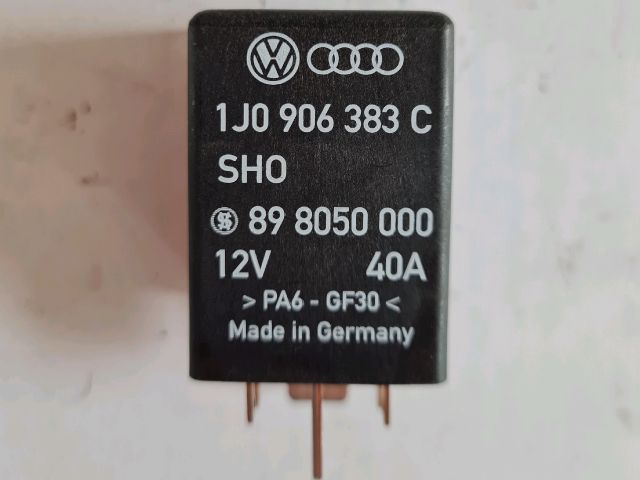 1J0 906 383 C
SHO
89 8050 000
12V 40A
> PA6 - GF30 <
Made in Germany